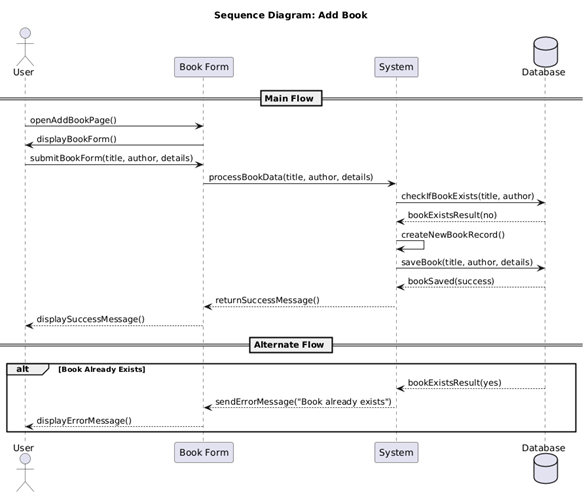 Sequence Diagram: Add Book
User
Book Form
System
Database
Main Flow
openAddBookPage()
displayBookForm()
submitBookForm(title, author, details)
processBookData(title, author, details)
checkIfBookExists(title, author)
bookExistsResult(no)
createNewBookRecord()
saveBook(title, author, details)
bookSaved(success)
returnSuccessMessage()
displaySuccessMessage()
Alternate Flow
alt [Book Already Exists]
bookExistsResult(yes)
sendErrorMessage("Book already exists")
displayErrorMessage()
User
Book Form
System
Database